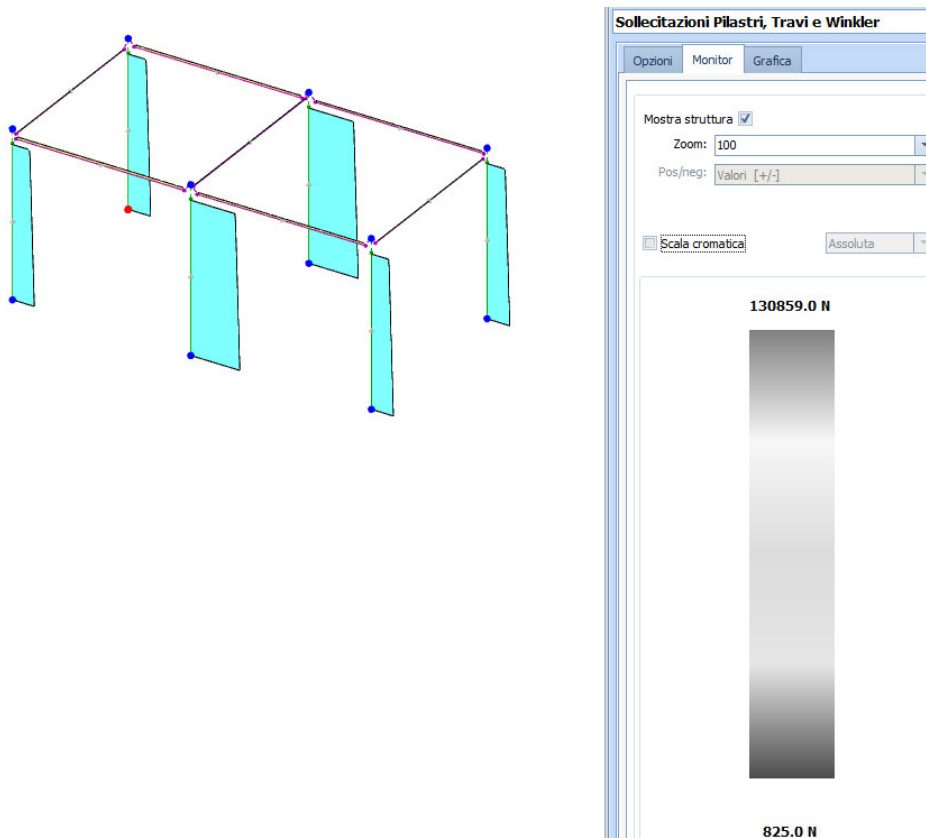 Sollecitazioni Pilastri, Travi e Winkler
Opzioni Monitor Grafica
Mostra struttura
Zoom: 100
Pos/neg: Valori [+/-]
Scala cromatica Assoluta
130859.0 N
825.0 N